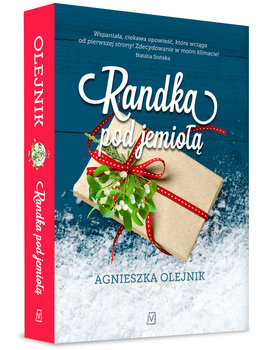 Wspaniała, ciekawa opowieść, która wciąga
od pierwszej strony! Zdecydowanie w moim klimacie!
Natalia Sońska
Randka
pod jemiołą
AGNIESZKA OLEJNIK
OLEJNIK
Randka pod jemiołą